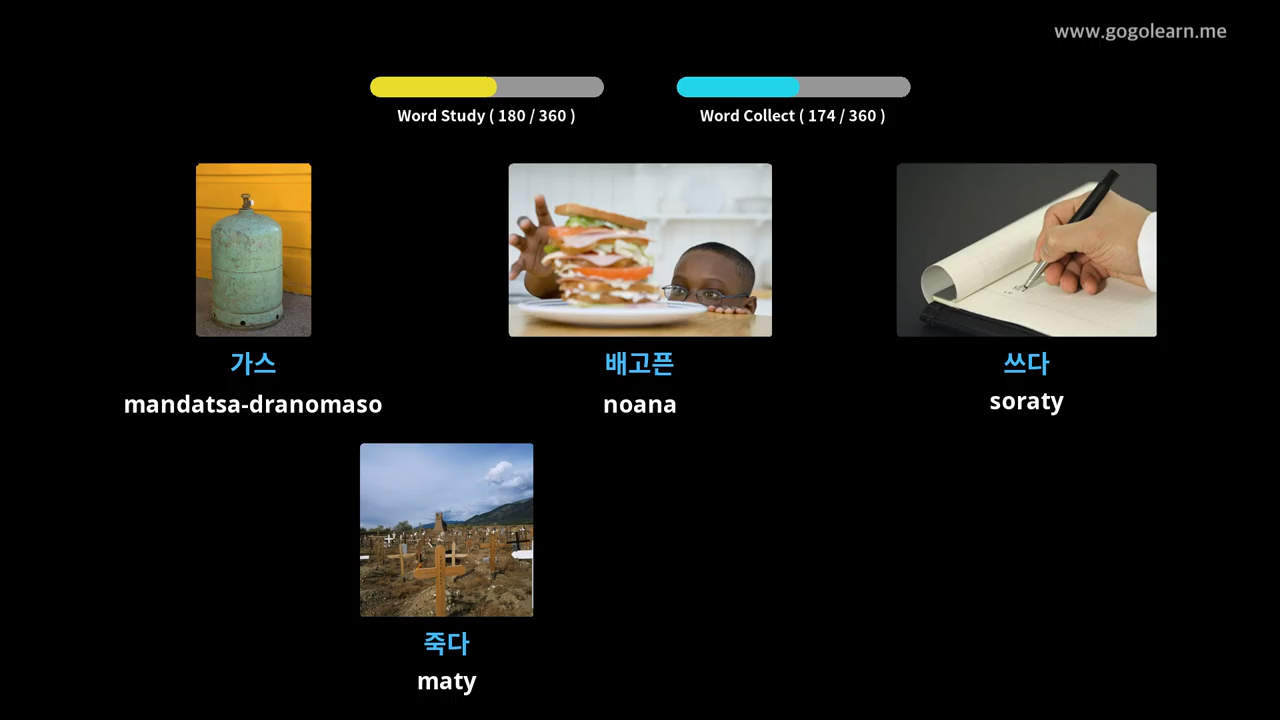 www.gogolearn.me
Word Study ( 180 / 360 )
Word Collect ( 174 / 360 )
가스
mandatsa-dranomaso
배고픈
noana
쓰다
soraty
죽다
maty